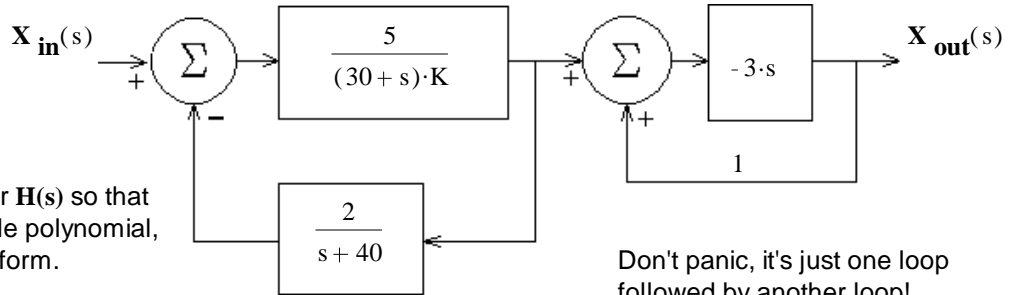 X in(s)
+
Σ
−
5
(30 + s)·K
+
Σ
+
- 3·s
X out(s)
1
2
s + 40
r H(s) so that
le polynomial,
form.
Don't panic, it's just one loop
followed by another loop!